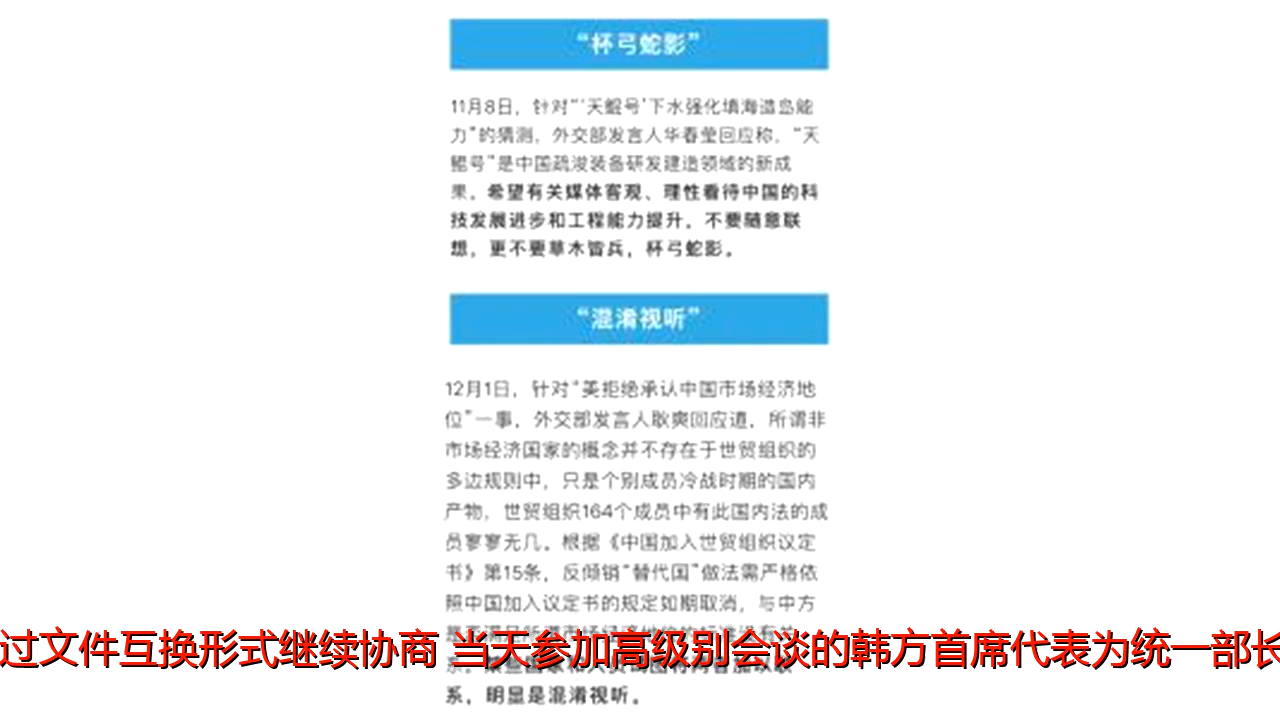 “杯弓蛇影”
11月8日，针对“‘天鲲号’下水强化填海造岛能
力”的猜测，外交部发言人华春莹回应称，“天
鲲号”是中国疏浚装备研发建造领域的新成
果。希望有关媒体客观、理性看待中国的科
技发展进步和工程能力提升，不要随意联
想，更不要草木皆兵，杯弓蛇影。
“混淆视听”
12月1日，针对“美拒绝承认中国市场经济地
位”一事，外交部发言人耿爽回应道，所谓非
市场经济国家的概念并不存在于世贸组织的
多边规则中，只是个别成员冷战时期的国内
产物，世贸组织164个成员中有此国内法的成
员寥寥无几。根据《中国加入世贸组织议定
书》第15条，反倾销“替代国”做法需严格依
照中国加入议定书的规定如期取消，与中方
过文件互换形式继续协商 当天参加高级别会谈的韩方首席代表为统一部长
系，明显是混淆视听。